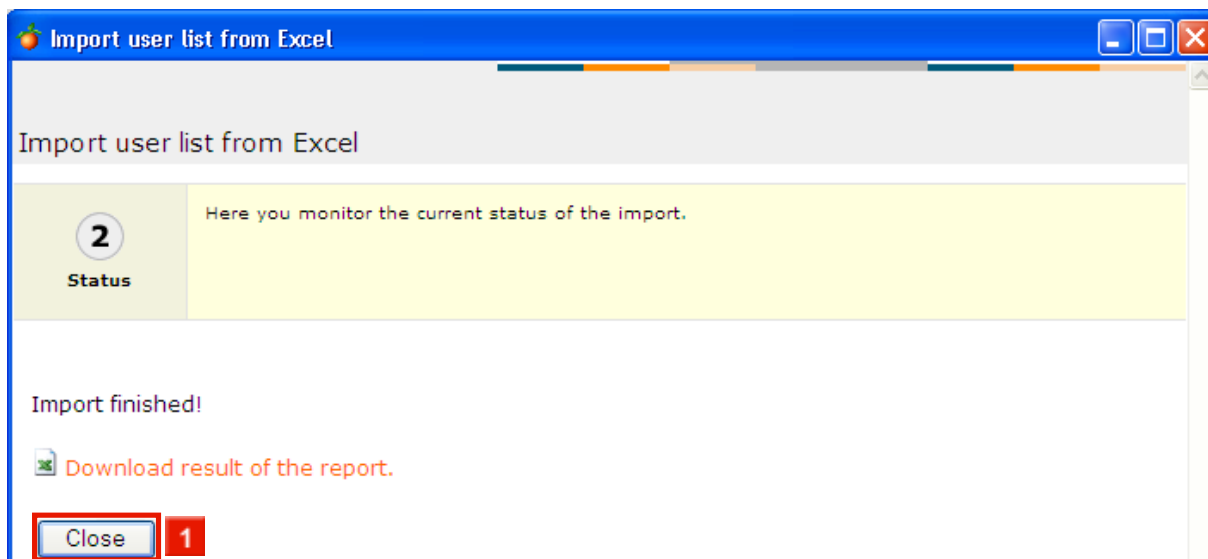 Import user list from Excel
Import user list from Excel
2
Status
Here you monitor the current status of the import.
Import finished!
Download result of the report.
Close
1